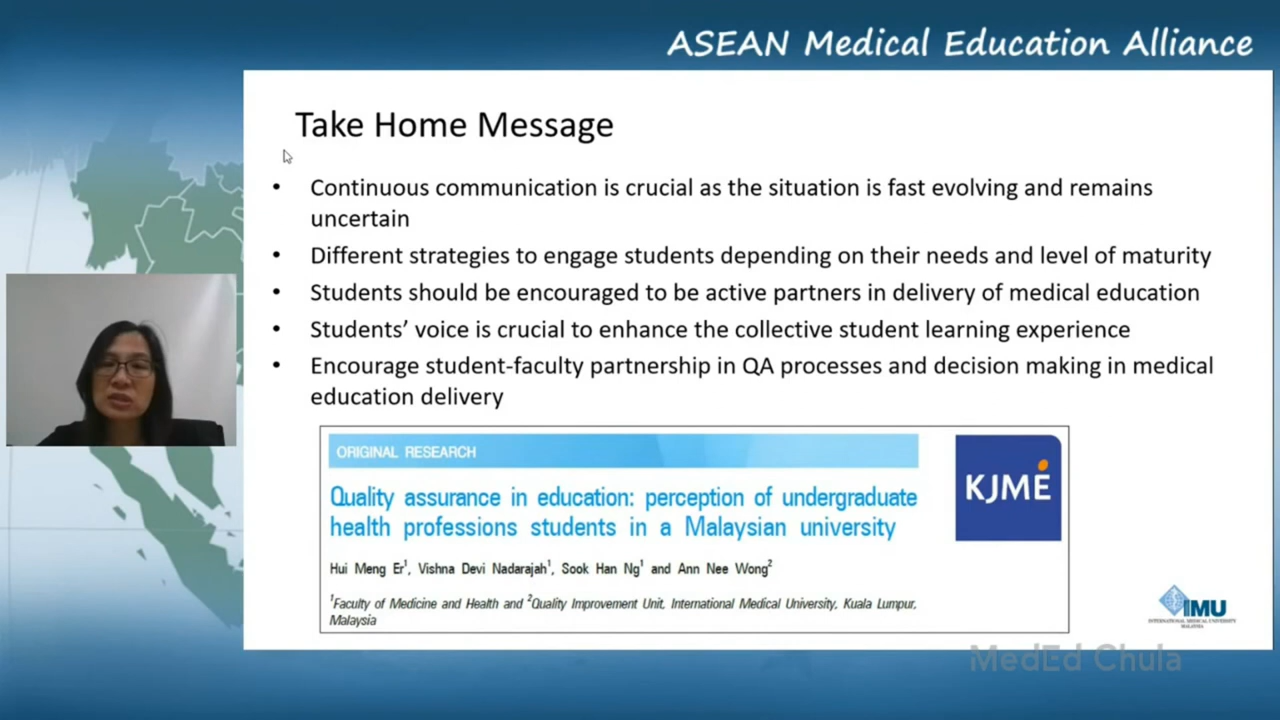 ASEAN Medical Education Alliance
Take Home Message
• Continuous communication is crucial as the situation is fast evolving and remains
uncertain
• Different strategies to engage students depending on their needs and level of maturity
• Students should be encouraged to be active partners in delivery of medical education
• Students’ voice is crucial to enhance the collective student learning experience
• Encourage student-faculty partnership in QA processes and decision making in medical
education delivery
ORIGINAL RESEARCH
KJME
Quality assurance in education: perception of undergraduate
health professions students in a Malaysian university
Hui Meng Er¹, Vishna Devi Nadarajah¹, Sook Han Ng¹ and Ann Nee Wong²
¹Faculty of Medicine and Health and ²Quality Improvement Unit, International Medical University, Kuala Lumpur,
Malaysia
IMU
INTERNATIONAL MEDICAL UNIVERSITY
MALAYSIA
MedEd Chula